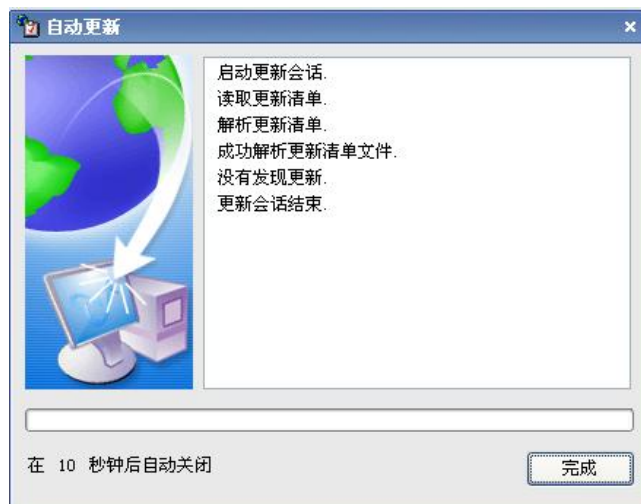 自动更新
启动更新会话.
读取更新清单.
解析更新清单.
成功解析更新清单文件.
没有发现更新.
更新会话结束.
在 10 秒钟后自动关闭
完成